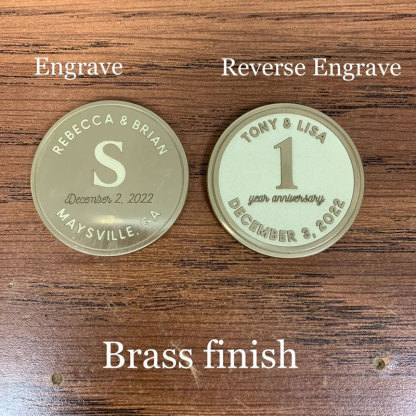 Engrave
Reverse Engrave
REBECCA & BRIAN
S
December 2, 2022
MAYSVILLE, GA
TONY & LISA
1
year anniversary
DECEMBER 3, 2022
Brass finish